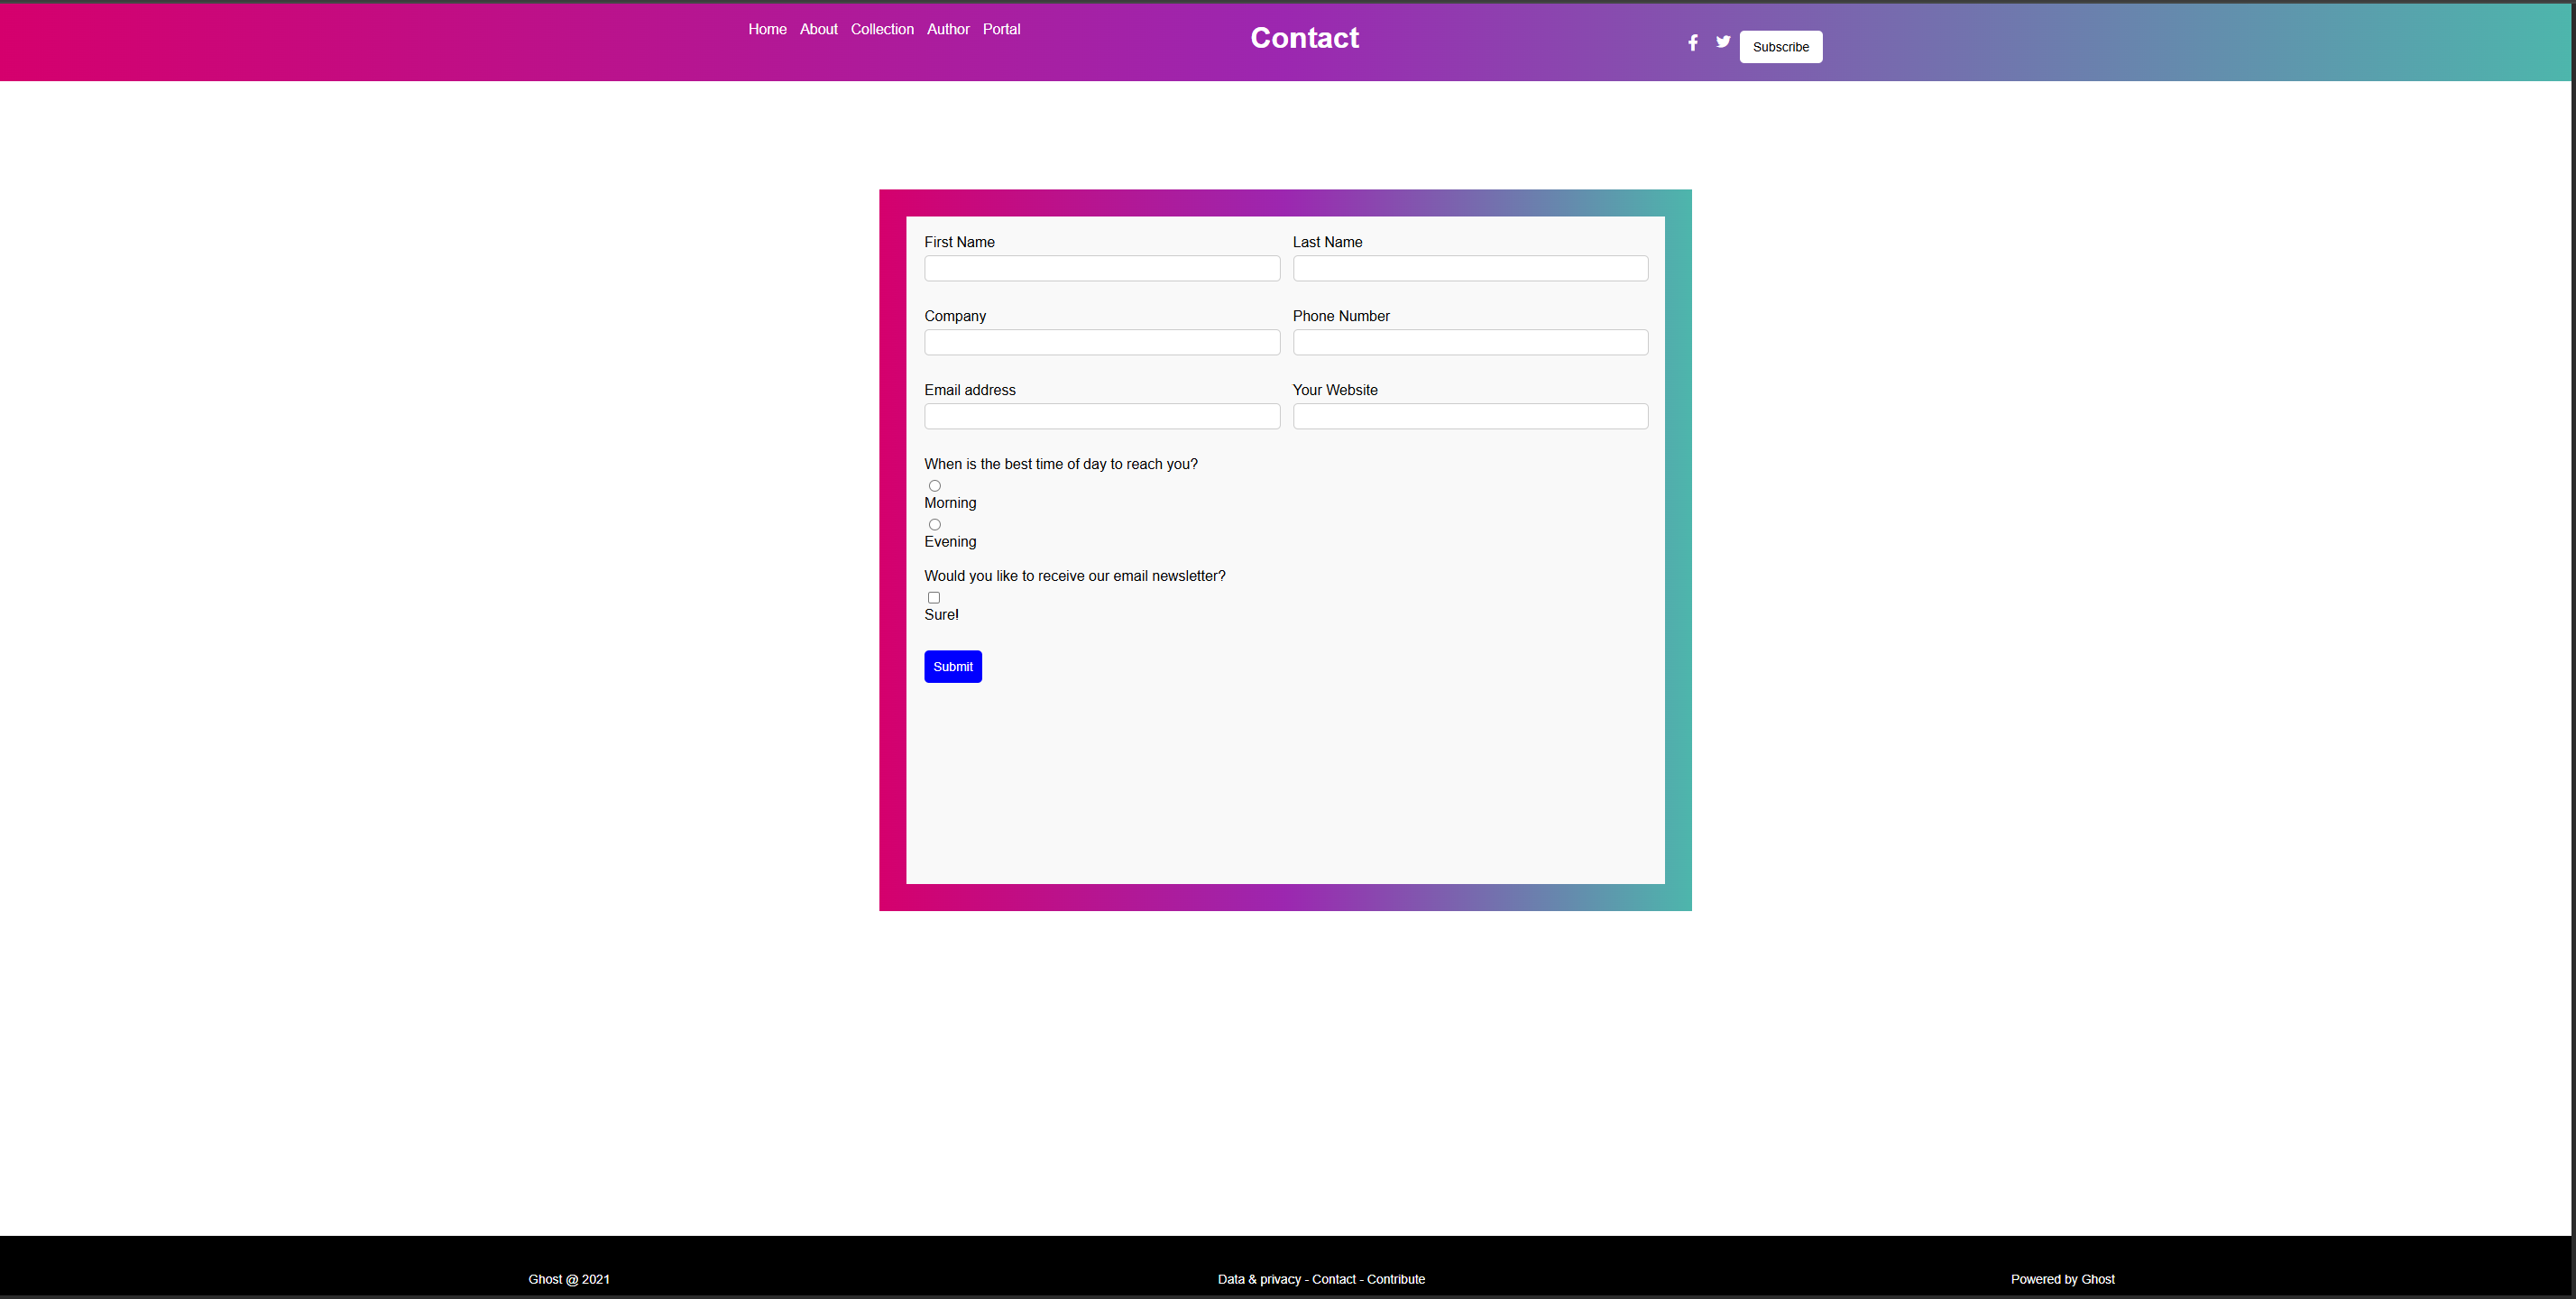 Home About Collection Author Portal
Contact
Subscribe
First Name
Last Name
Company
Phone Number
Email address
Your Website
When is the best time of day to reach you?
Morning
Evening
Would you like to receive our email newsletter?
Sure!
Submit
Ghost @ 2021
Data & privacy - Contact - Contribute
Powered by Ghost